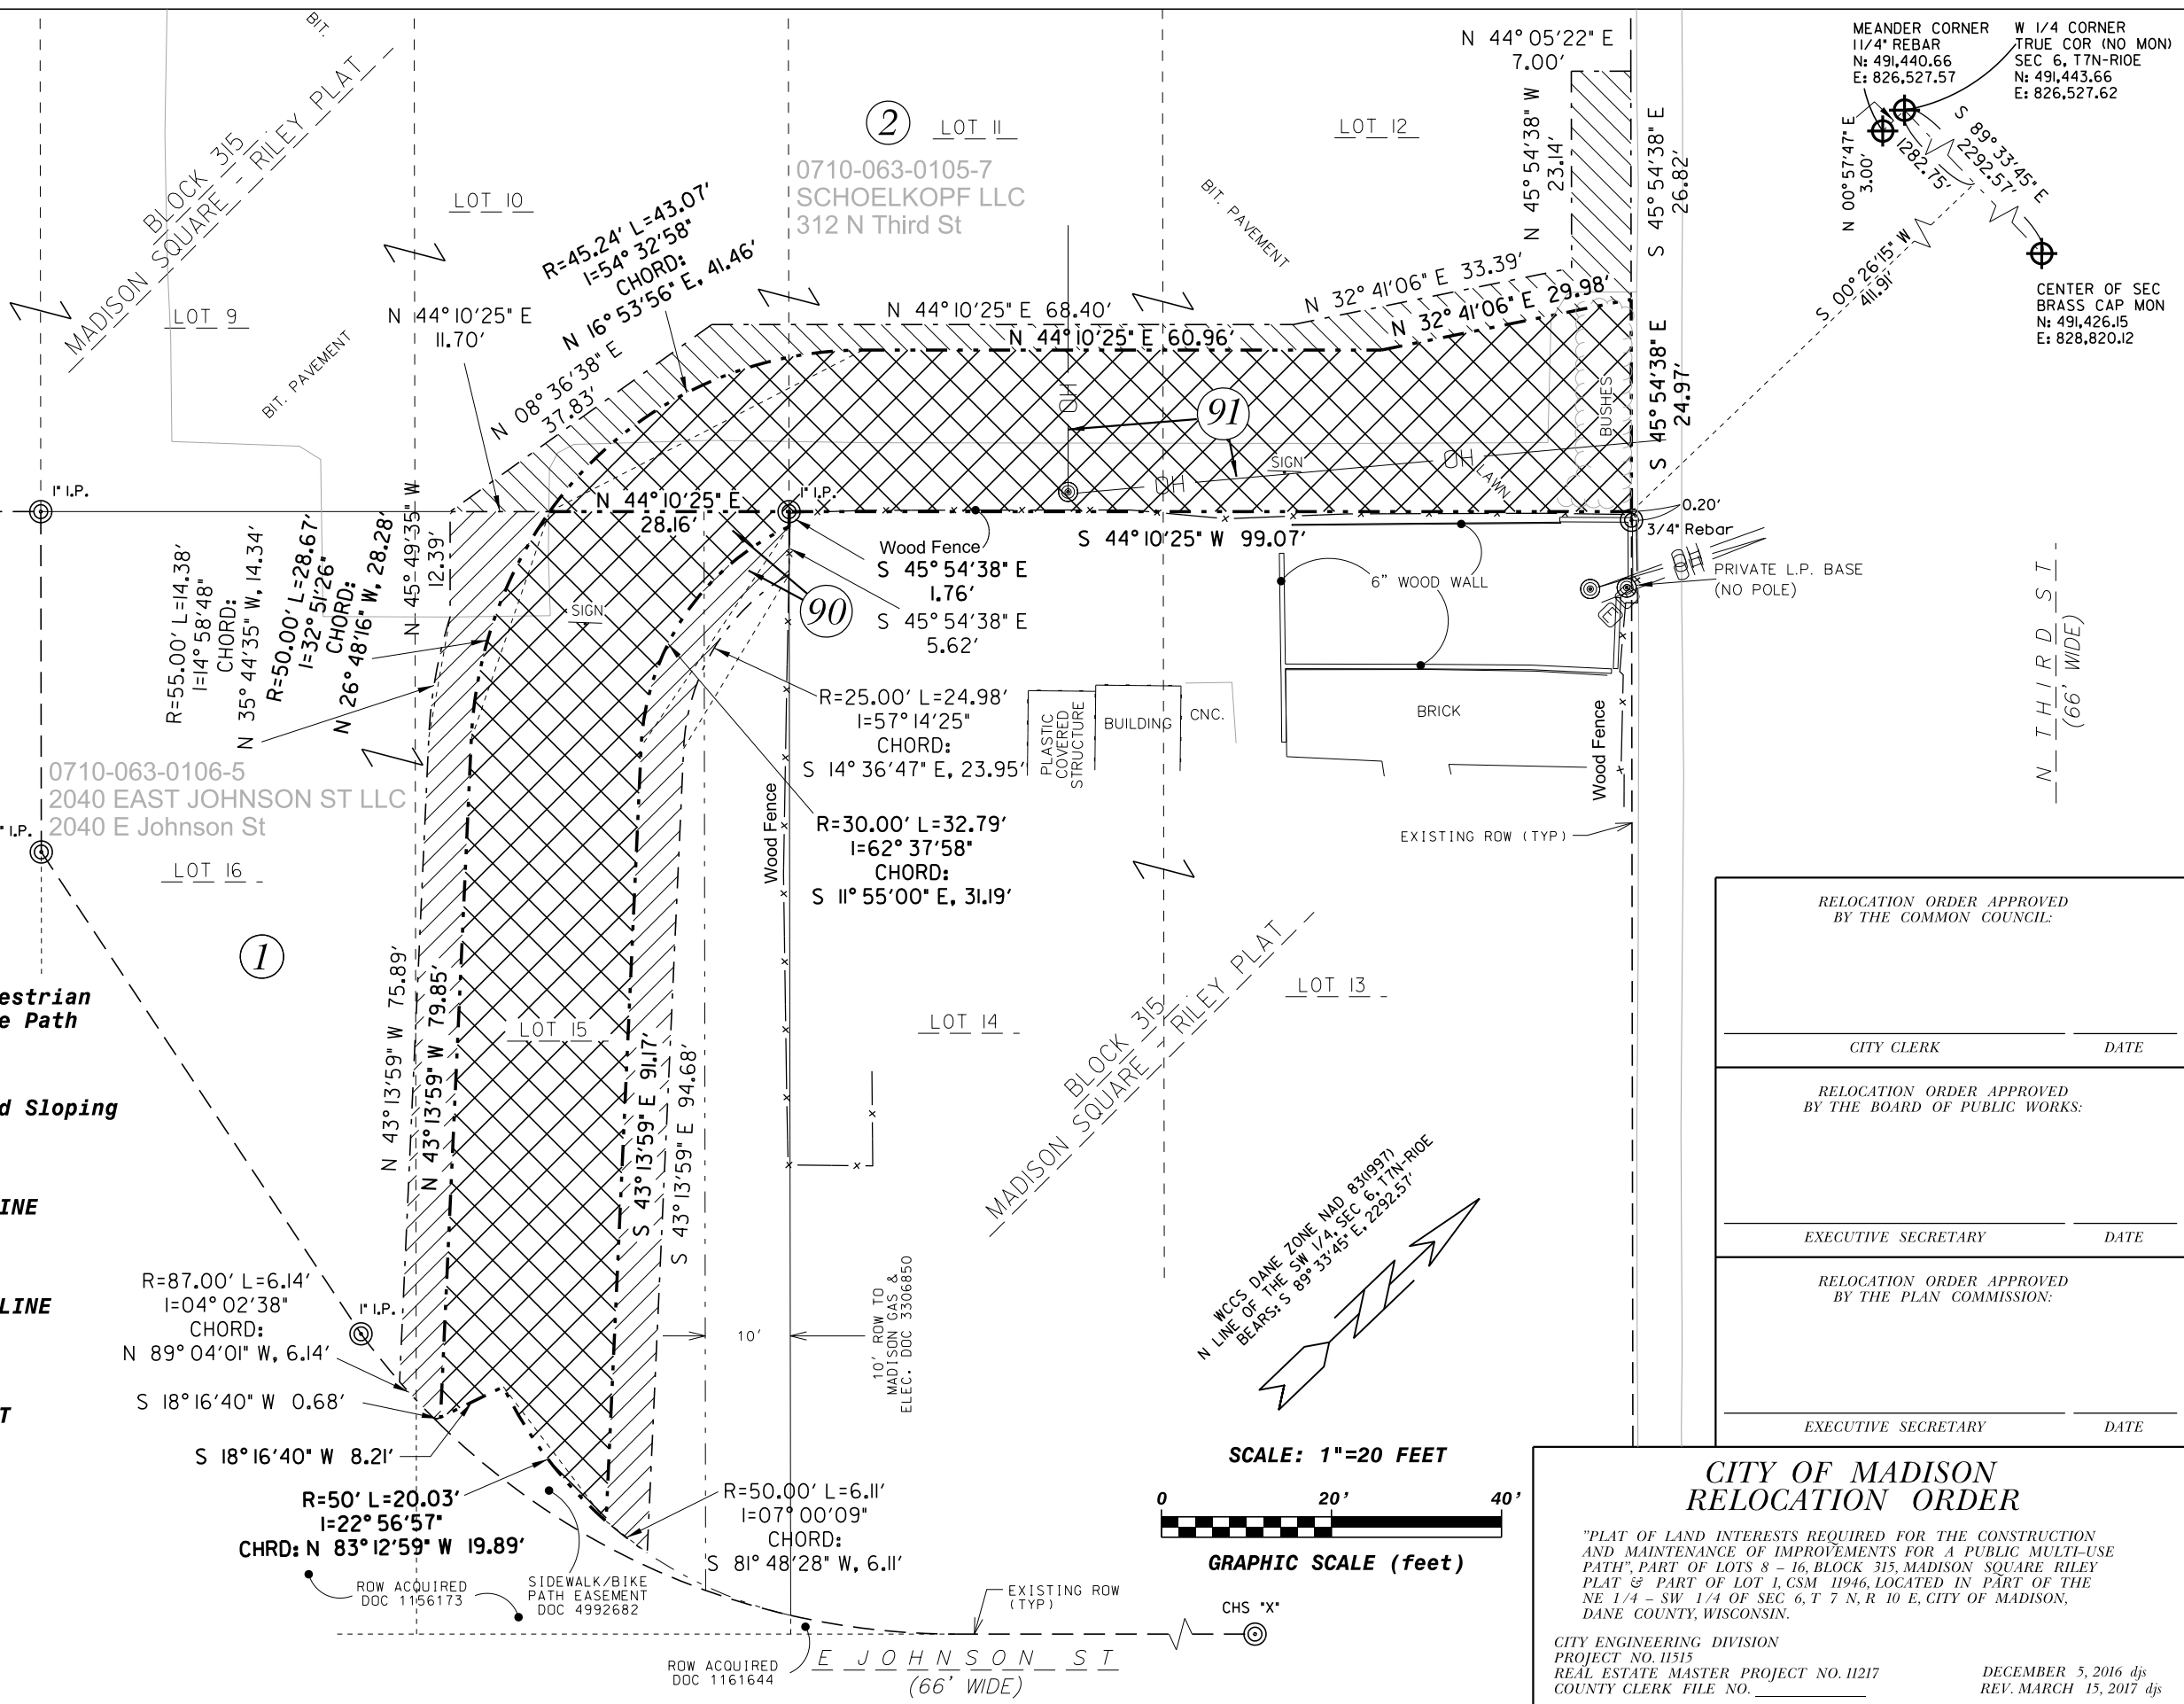 BIT.
BLOCK 315
MADISON SQUARE - RILEY PLAT
LOT 9
LOT 10
2
LOT 11
0710-063-0105-7
SCHOELKOPF LLC
312 N Third St
LOT 12
BIT. PAVEMENT
BIT. PAVEMENT
N 44°05'22" E
7.00'
N 45°54'38" W
23.14'
S 45°54'38" E
26.82'
MEANDER CORNER
1 1/4" REBAR
N: 491,440.66
E: 826,527.57
W 1/4 CORNER
TRUE COR (NO MON)
SEC 6, T7N-R10E
N: 491,443.66
E: 826,527.62
N 00°57'47" E
3.00'
1282.75'
S 89°33'45" E
2292.57'
S 00°26'15" W
411.91'
CENTER OF SEC
BRASS CAP MON
N: 491,426.15
E: 828,820.12
R=45.24' L=43.07'
I=54°32'58"
CHORD:
N 16°53'56" E, 41.46'
N 44°10'25" E
11.70'
N 08°36'38" E
37.83'
N 44°10'25" E 68.40'
N 44°10'25" E 60.96'
N 32°41'06" E 33.39'
N 32°41'06" E 29.98'
S 45°54'38" E
24.97'
BUSHES
OH
91
SIGN
OH
OH
LAWN
1" I.P.
N 44°10'25" E
28.16'
1" I.P.
0.20'
3/4" Rebar
S 44°10'25" W 99.07'
Wood Fence
S 45°54'38" E
1.76'
S 45°54'38" E
5.62'
90
SIGN
6" WOOD WALL
OH
OH
E
PRIVATE L.P. BASE
(NO POLE)
N THIRD ST
(66' WIDE)
N 45°49'35" W
12.39'
R=55.00' L=14.38'
I=14°58'48"
CHORD:
N 35°44'35" W, 14.34'
R=50.00' L=28.67'
I=32°51'26"
CHORD:
N 26°48'16" W, 28.28'
R=25.00' L=24.98'
I=57°14'25"
CHORD:
S 14°36'47" E, 23.95'
R=30.00' L=32.79'
I=62°37'58"
CHORD:
S 11°55'00" E, 31.19'
PLASTIC
COVERED
STRUCTURE
BUILDING
CNC.
BRICK
Wood Fence
Wood Fence
EXISTING ROW (TYP)
0710-063-0106-5
2040 EAST JOHNSON ST LLC
2040 E Johnson St
" I.P.
LOT 16
1
estrian
e Path
d Sloping
INE
LINE
T
N 43°13'59" W 75.89'
N 43°13'59" W 79.85'
LOT 15
S 43°13'59" E 91.17'
S 43°13'59" E 94.68'
LOT 14
LOT 13
BLOCK 315
MADISON SQUARE - RILEY PLAT
R=87.00' L=6.14'
I=04°02'38"
CHORD:
N 89°04'01" W, 6.14'
1" I.P.
S 18°16'40" W 0.68'
S 18°16'40" W 8.21'
R=50' L=20.03'
I=22°56'57"
CHRD: N 83°12'59" W 19.89'
R=50.00' L=6.11'
I=07°00'09"
CHORD:
S 81°48'28" W, 6.11'
10'
10' ROW TO
MADISON GAS &
ELEC. DOC 3306850
ROW ACQUIRED
DOC 1156173
SIDEWALK/BIKE
PATH EASEMENT
DOC 4992682
ROW ACQUIRED
DOC 1161644
EXISTING ROW
(TYP)
CHS "X"
E JOHNSON ST
(66' WIDE)
WCCS DANE ZONE NAD 83(1997)
N LINE OF THE SW 1/4, SEC 6, T7N-R10E
BEARS: S 89°33'45" E, 2292.57'
SCALE: 1"=20 FEET
0 20' 40'
GRAPHIC SCALE (feet)
RELOCATION ORDER APPROVED
BY THE COMMON COUNCIL:
CITY CLERK DATE
RELOCATION ORDER APPROVED
BY THE BOARD OF PUBLIC WORKS:
EXECUTIVE SECRETARY DATE
RELOCATION ORDER APPROVED
BY THE PLAN COMMISSION:
EXECUTIVE SECRETARY DATE
CITY OF MADISON
RELOCATION ORDER
"PLAT OF LAND INTERESTS REQUIRED FOR THE CONSTRUCTION
AND MAINTENANCE OF IMPROVEMENTS FOR A PUBLIC MULTI-USE
PATH", PART OF LOTS 8 - 16, BLOCK 315, MADISON SQUARE RILEY
PLAT & PART OF LOT 1, CSM 11946, LOCATED IN PART OF THE
NE 1/4 - SW 1/4 OF SEC 6, T 7 N, R 10 E, CITY OF MADISON,
DANE COUNTY, WISCONSIN.
CITY ENGINEERING DIVISION
PROJECT NO. 11515
REAL ESTATE MASTER PROJECT NO. 11217
COUNTY CLERK FILE NO.
DECEMBER 5, 2016 djs
REV. MARCH 15, 2017 djs